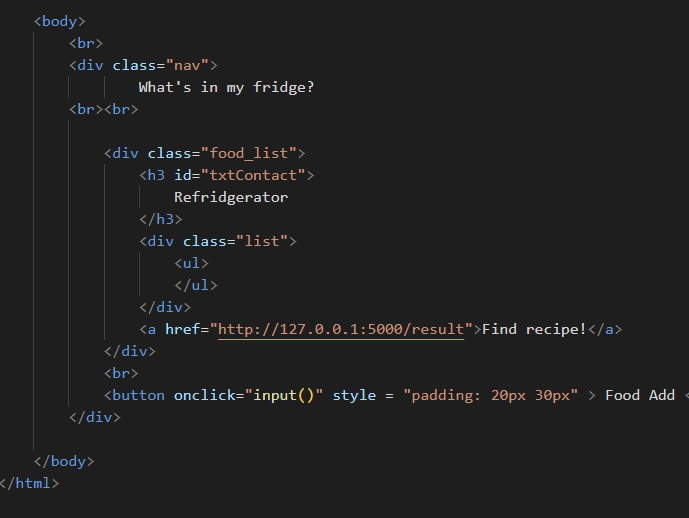 <body>
<br>
<div class="nav">
What's in my fridge?
<br><br>
<div class="food_list">
<h3 id="txtContact">
Refridgerator
</h3>
<div class="list">
<ul>
</ul>
</div>
<a href="http://127.0.0.1:5000/result">Find recipe!</a>
</div>
<br>
<button onclick="input()" style = "padding: 20px 30px" > Food Add <
</div>
</body>
</html>